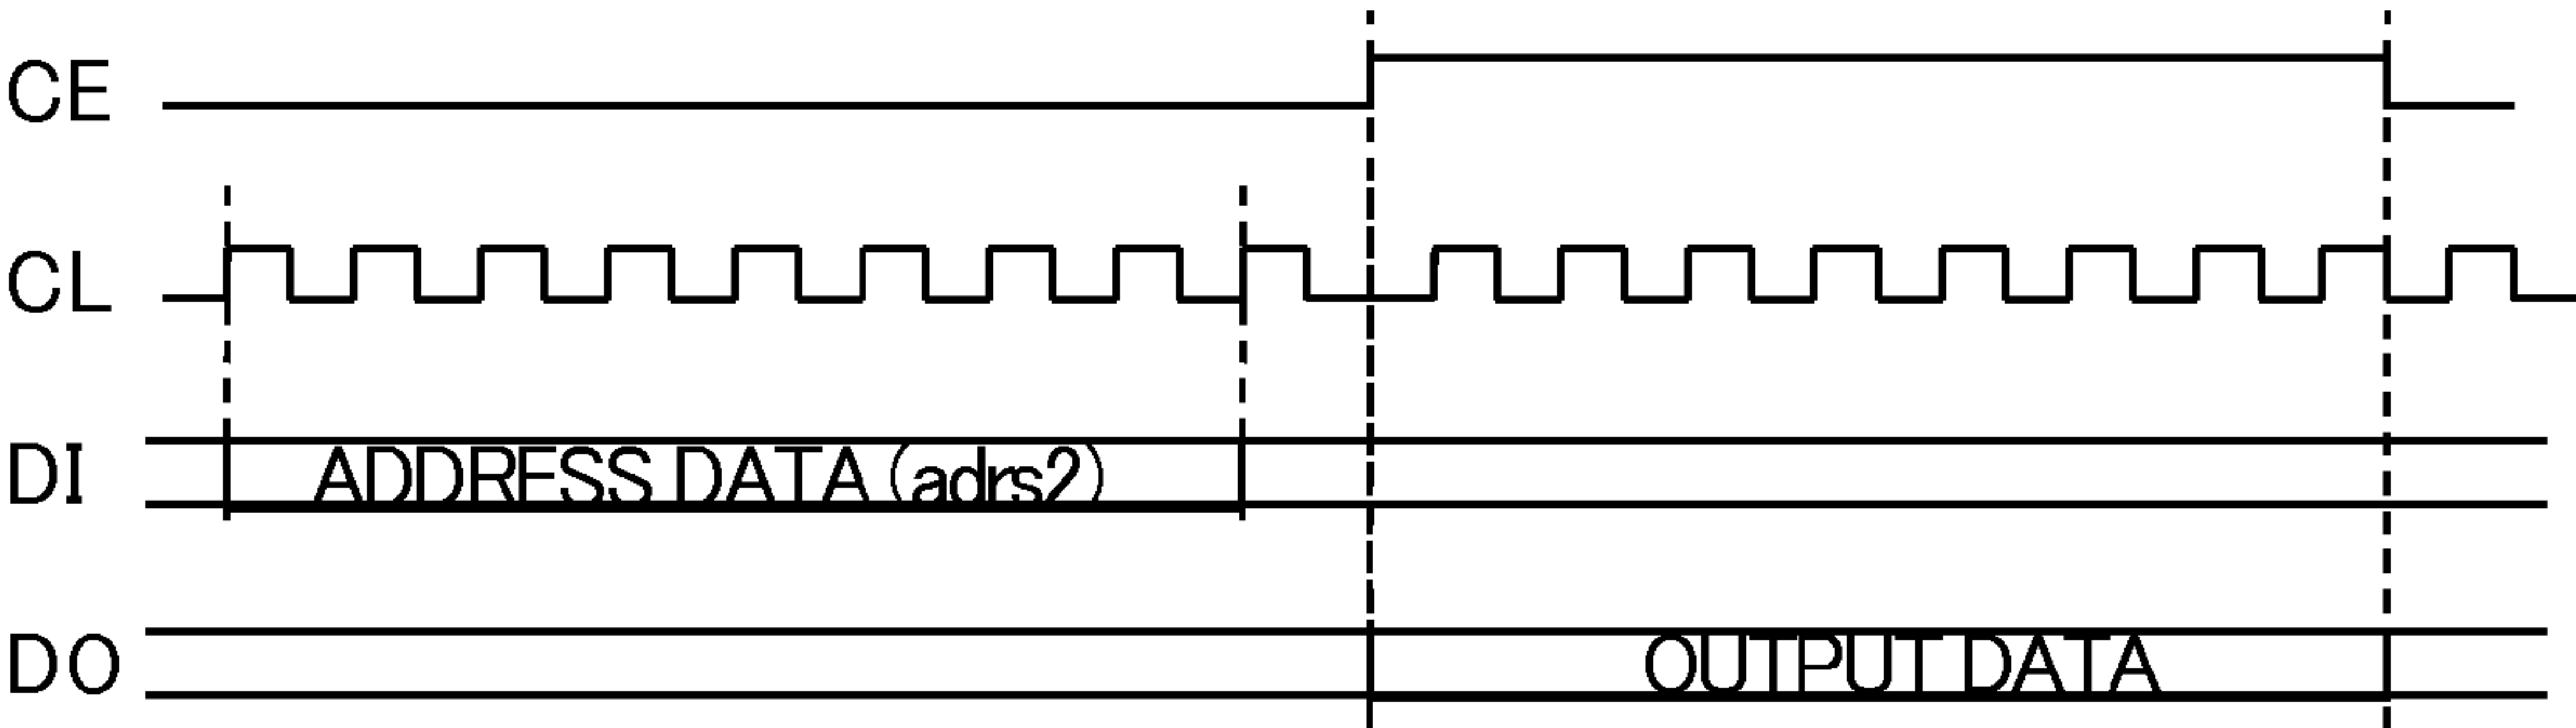 CE
CL
DI ADDRESS DATA (adrs2)
DO OUTPUT DATA